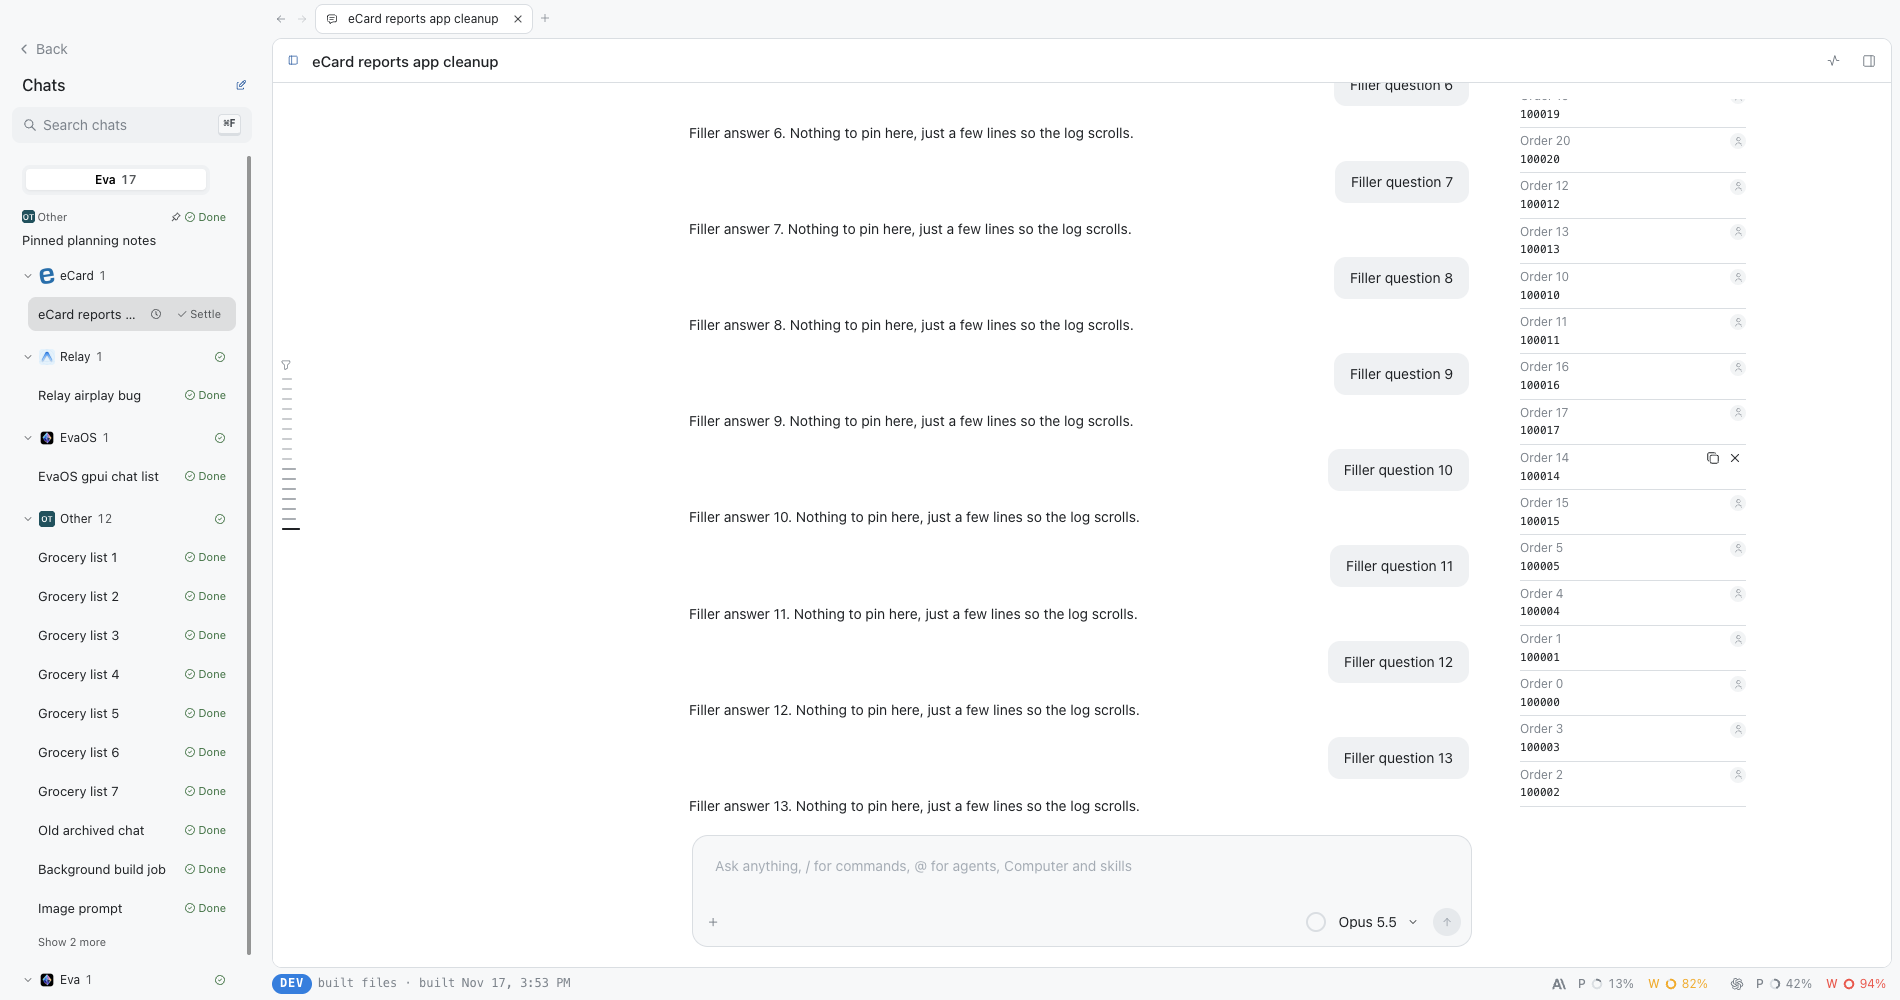 eCard reports app cleanup
Back
Chats
Search chats
⌘F
Eva 17
OT Other
Done
Pinned planning notes
eCard 1
eCard reports ...
Settle
Relay 1
Relay airplay bug
Done
EvaOS 1
EvaOS gpui chat list
Done
OT Other 12
Grocery list 1
Done
Grocery list 2
Done
Grocery list 3
Done
Grocery list 4
Done
Grocery list 5
Done
Grocery list 6
Done
Grocery list 7
Done
Old archived chat
Done
Background build job
Done
Image prompt
Done
Show 2 more
Eva 1
eCard reports app cleanup
Filler question 6
Filler answer 6. Nothing to pin here, just a few lines so the log scrolls.
Filler question 7
Filler answer 7. Nothing to pin here, just a few lines so the log scrolls.
Filler question 8
Filler answer 8. Nothing to pin here, just a few lines so the log scrolls.
Filler question 9
Filler answer 9. Nothing to pin here, just a few lines so the log scrolls.
Filler question 10
Filler answer 10. Nothing to pin here, just a few lines so the log scrolls.
Filler question 11
Filler answer 11. Nothing to pin here, just a few lines so the log scrolls.
Filler question 12
Filler answer 12. Nothing to pin here, just a few lines so the log scrolls.
Filler question 13
Filler answer 13. Nothing to pin here, just a few lines so the log scrolls.
Ask anything, / for commands, @ for agents, Computer and skills
Opus 5.5
100019
Order 20
100020
Order 12
100012
Order 13
100013
Order 10
100010
Order 11
100011
Order 16
100016
Order 17
100017
Order 14
100014
Order 15
100015
Order 5
100005
Order 4
100004
Order 1
100001
Order 0
100000
Order 3
100003
Order 2
100002
DEV built files · built Nov 17, 3:53 PM
P 13% W 82% P 42% W 94%